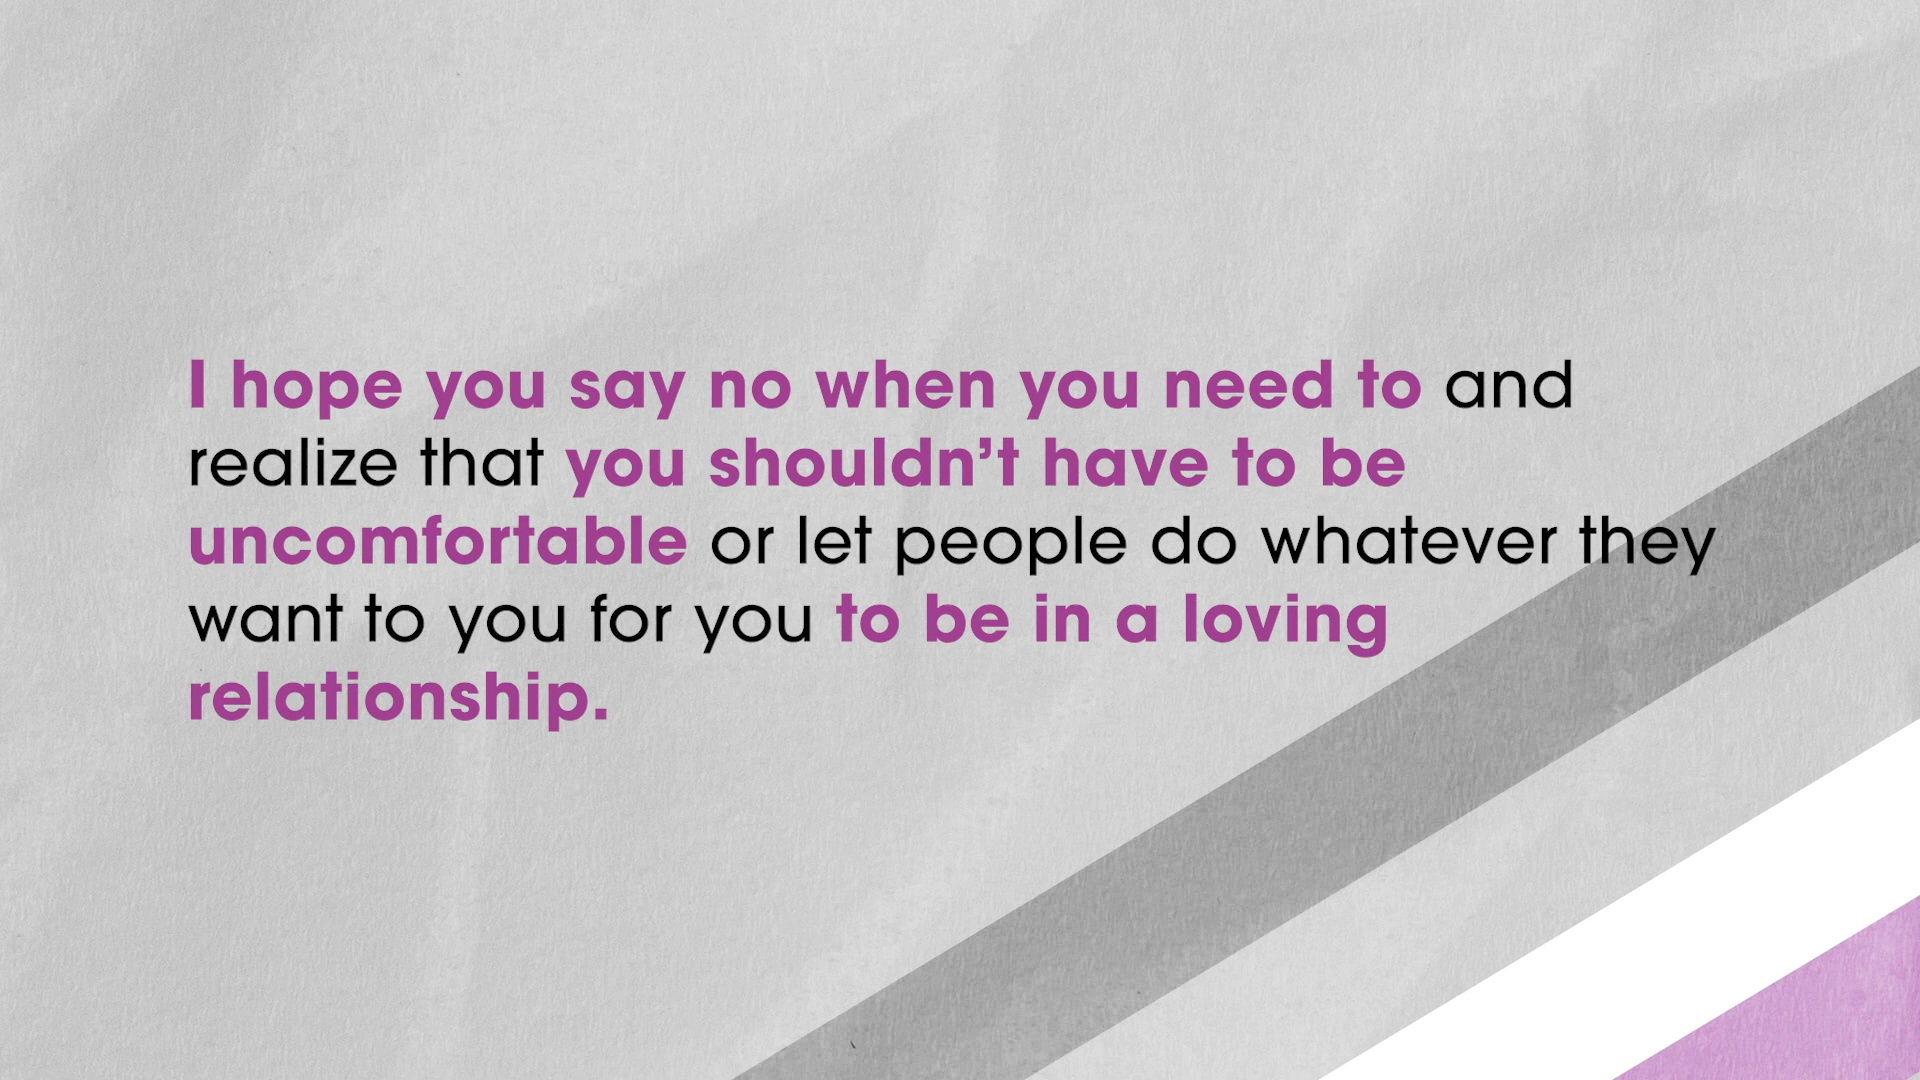 I hope you say no when you need to and
realize that you shouldn’t have to be
uncomfortable or let people do whatever they
want to you for you to be in a loving
relationship.